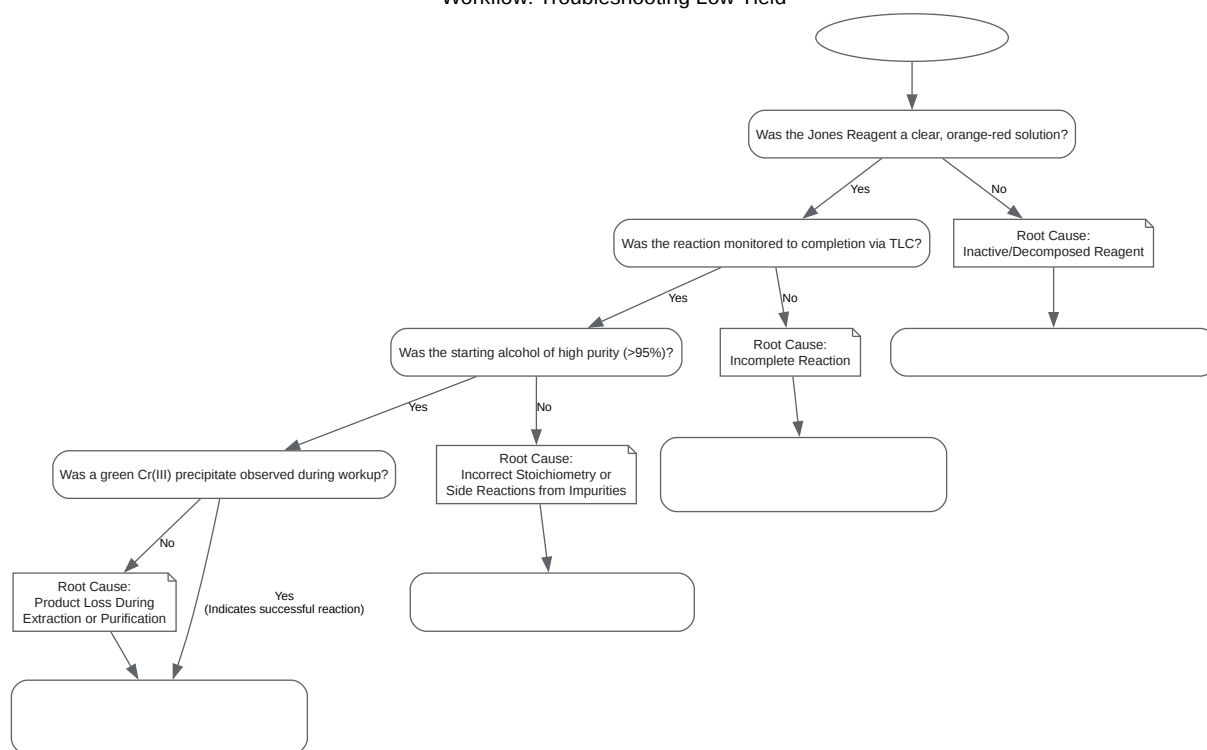 Workflow: Troubleshooting Low Yield
Was the Jones Reagent a clear, orange-red solution?
Yes
No
Was the reaction monitored to completion via TLC?
Root Cause:
Inactive/Decomposed Reagent
Yes
No
Was the starting alcohol of high purity (>95%)?
Root Cause:
Incomplete Reaction
Yes
No
Was a green Cr(III) precipitate observed during workup?
Root Cause:
Incorrect Stoichiometry or
Side Reactions from Impurities
No
Root Cause:
Product Loss During
Extraction or Purification
Yes
(Indicates successful reaction)